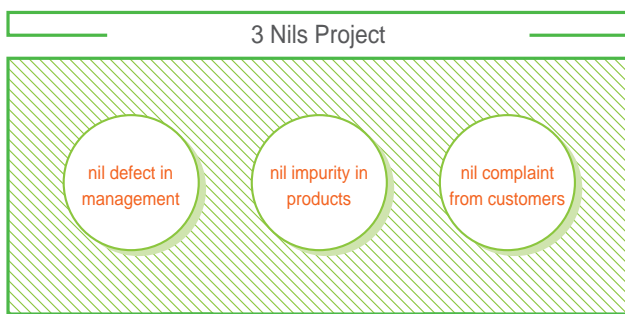 3 Nils Project
nil defect in
management
nil impurity in
products
nil complaint
from customers